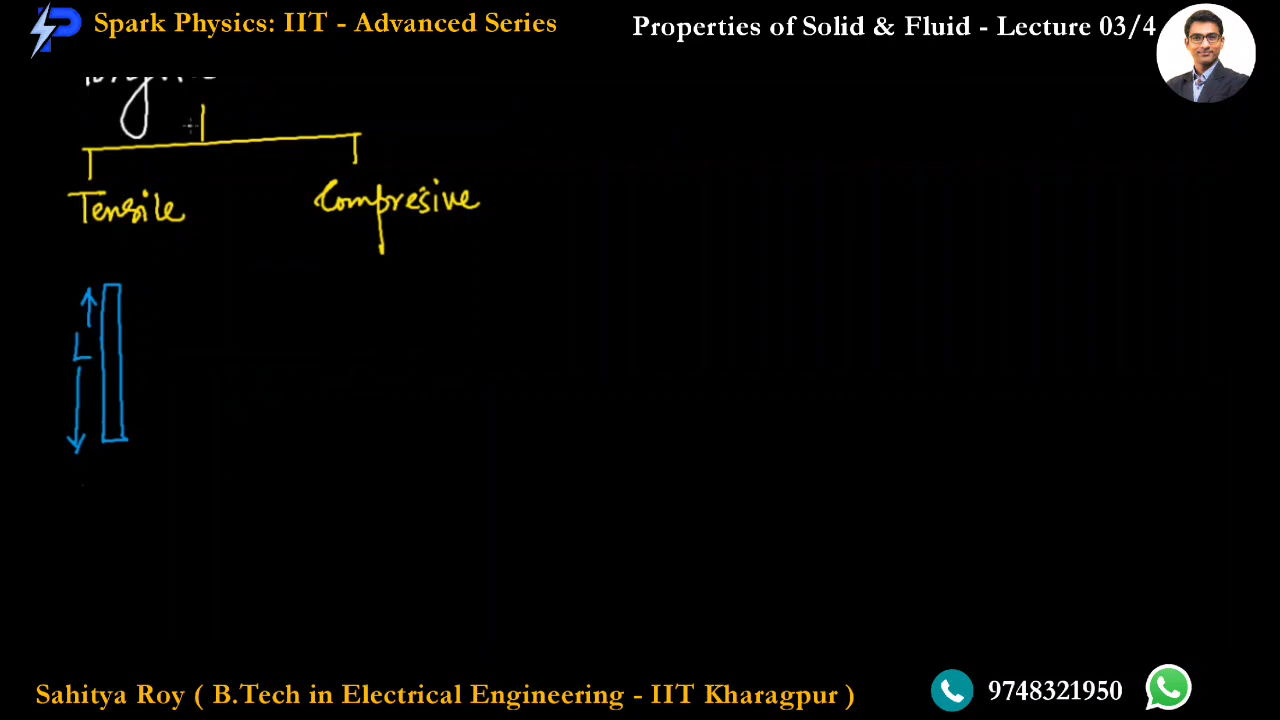 Spark Physics: IIT - Advanced Series
Properties of Solid & Fluid - Lecture 03/4
Tensile
Compresive
L
Sahitya Roy ( B.Tech in Electrical Engineering - IIT Kharagpur )
9748321950